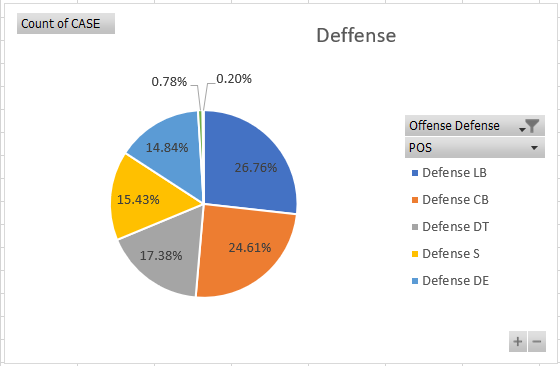 Count of CASE
Deffense
0.78%
0.20%
14.84%
26.76%
15.43%
17.38%
24.61%
Offense Defense
POS
Defense LB
Defense CB
Defense DT
Defense S
Defense DE
+ −